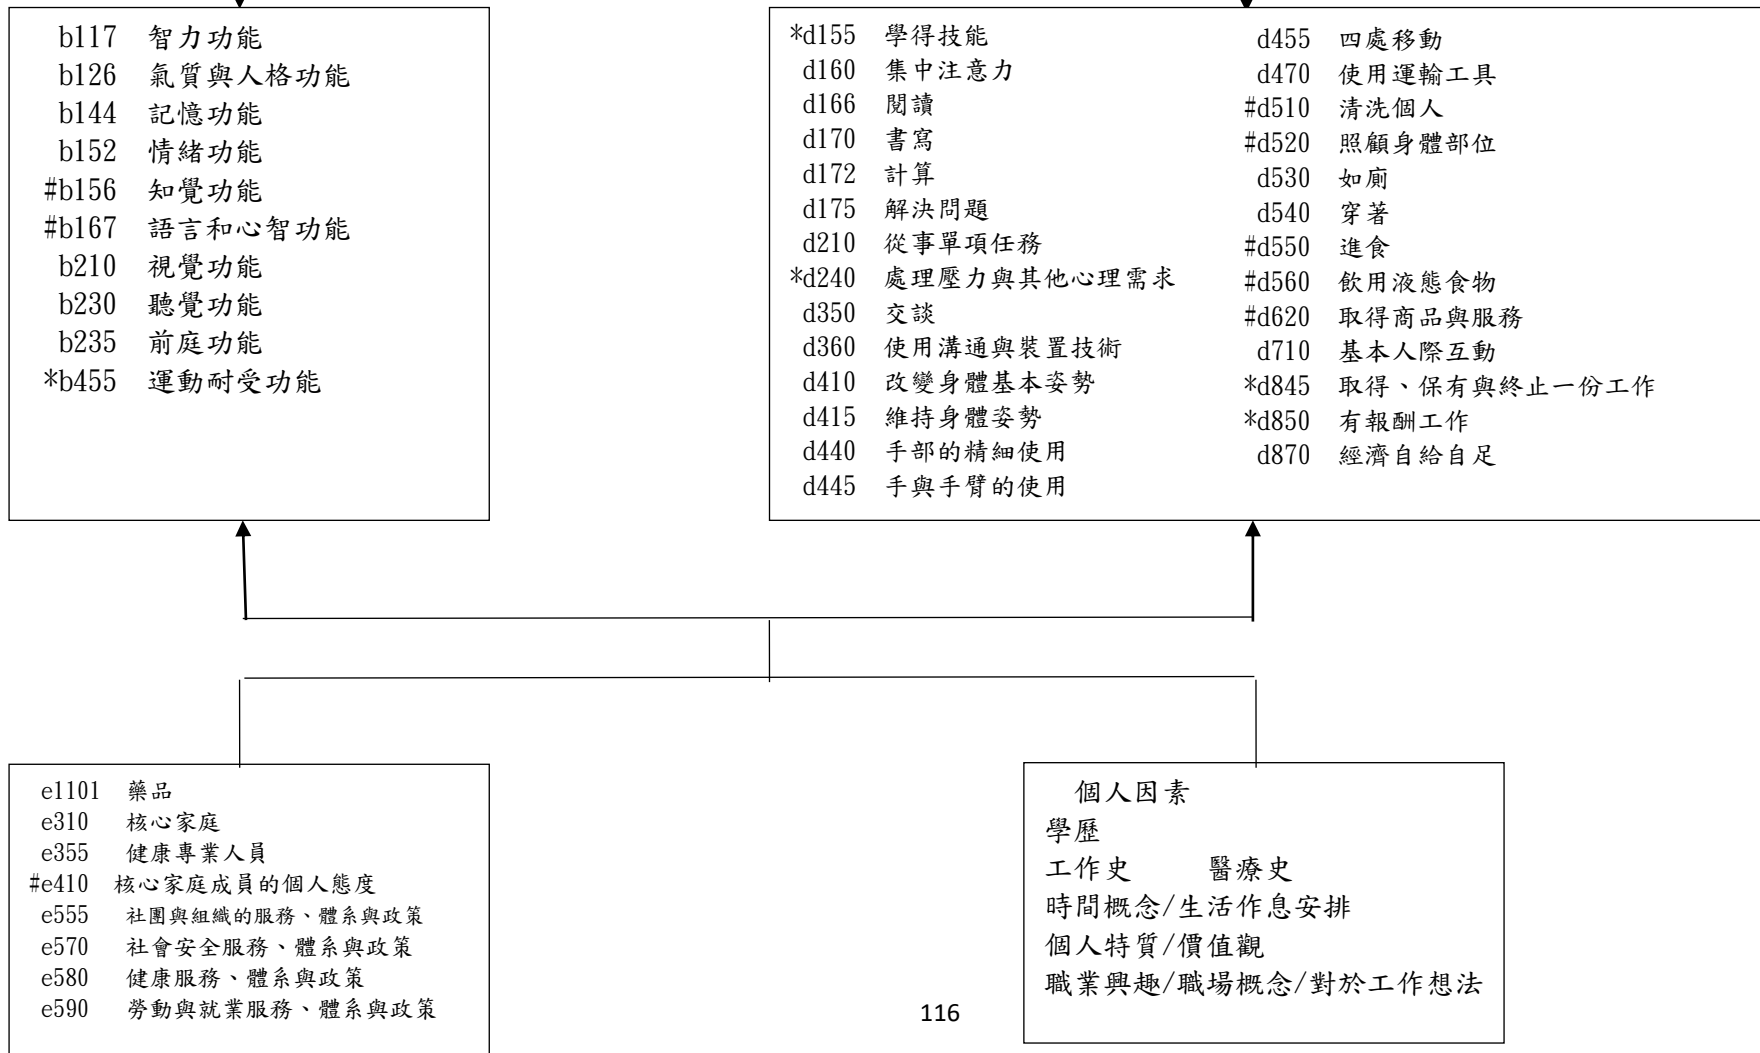 b117 智力功能
b126 氣質與人格功能
b144 記憶功能
b152 情緒功能
#b156 知覺功能
#b167 語言和心智功能
b210 視覺功能
b230 聽覺功能
b235 前庭功能
*b455 運動耐受功能
*d155 學得技能
d160 集中注意力
d166 閱讀
d170 書寫
d172 計算
d175 解決問題
d210 從事單項任務
*d240 處理壓力與其他心理需求
d350 交談
d360 使用溝通與裝置技術
d410 改變身體基本姿勢
d415 維持身體姿勢
d440 手部的精細使用
d445 手與手臂的使用
d455 四處移動
d470 使用運輸工具
#d510 清洗個人
#d520 照顧身體部位
d530 如廁
d540 穿著
#d550 進食
#d560 飲用液態食物
#d620 取得商品與服務
d710 基本人際互動
*d845 取得、保有與終止一份工作
*d850 有報酬工作
d870 經濟自給自足
e1101 藥品
e310 核心家庭
e355 健康專業人員
#e410 核心家庭成員的個人態度
e555 社團與組織的服務、體系與政策
e570 社會安全服務、體系與政策
e580 健康服務、體系與政策
e590 勞動與就業服務、體系與政策
個人因素
學歷
工作史 醫療史
時間概念/生活作息安排
個人特質/價值觀
職業興趣/職場概念/對於工作想法
116